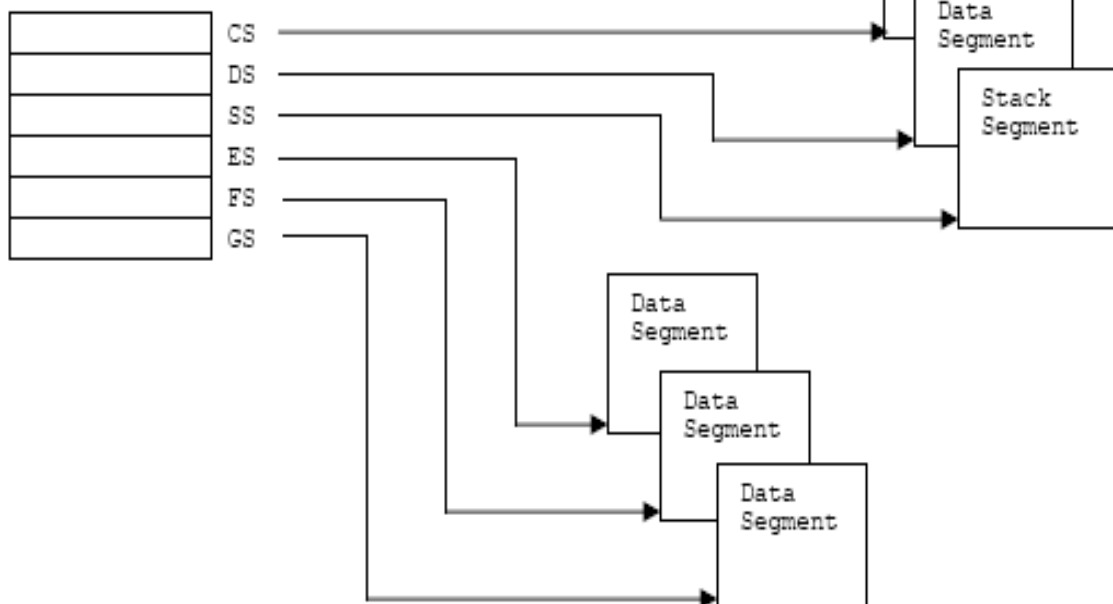 CS
DS
SS
ES
FS
GS
Data
Segment
Stack
Segment
Data
Segment
Data
Segment
Data
Segment